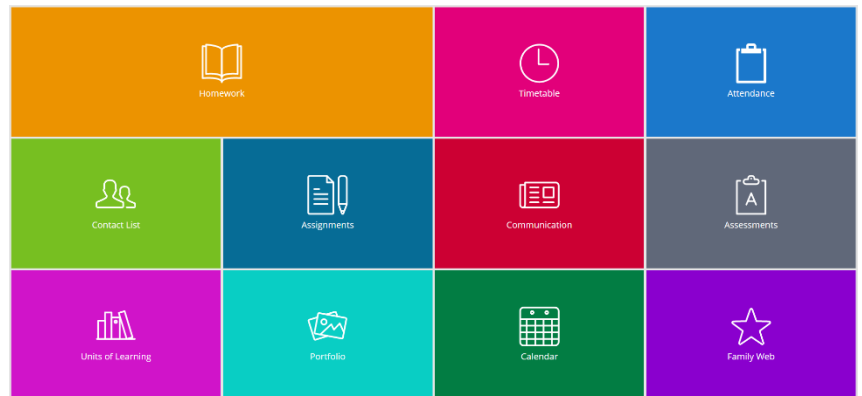 Homework
Timetable
Attendance
Contact List
Assignments
Communication
A
Assessments
Units of Learning
Portfolio
Calendar
Family Web